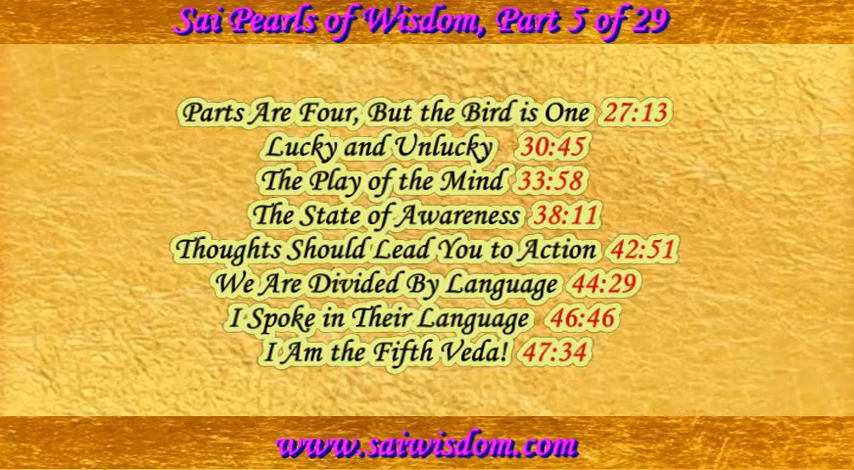 Sai Pearls of Wisdom, Part 5 of 29
Parts Are Four, But the Bird is One 27:13
Lucky and Unlucky 30:45
The Play of the Mind 33:58
The State of Awareness 38:11
Thoughts Should Lead You to Action 42:51
We Are Divided By Language 44:29
I Spoke in Their Language 46:46
I Am the Fifth Veda! 47:34
www.saiwisdom.com